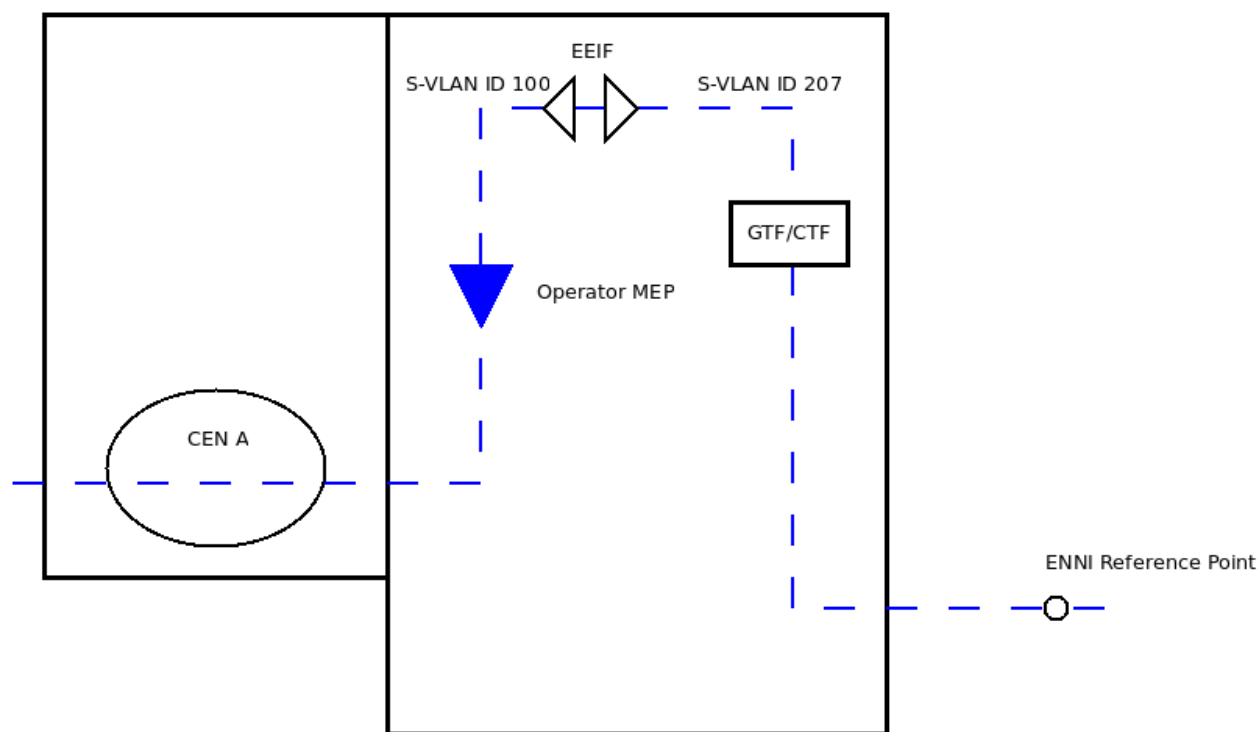 EEIF
S-VLAN ID 100
S-VLAN ID 207
GTF/CTF
Operator MEP
CEN A
ENNI Reference Point